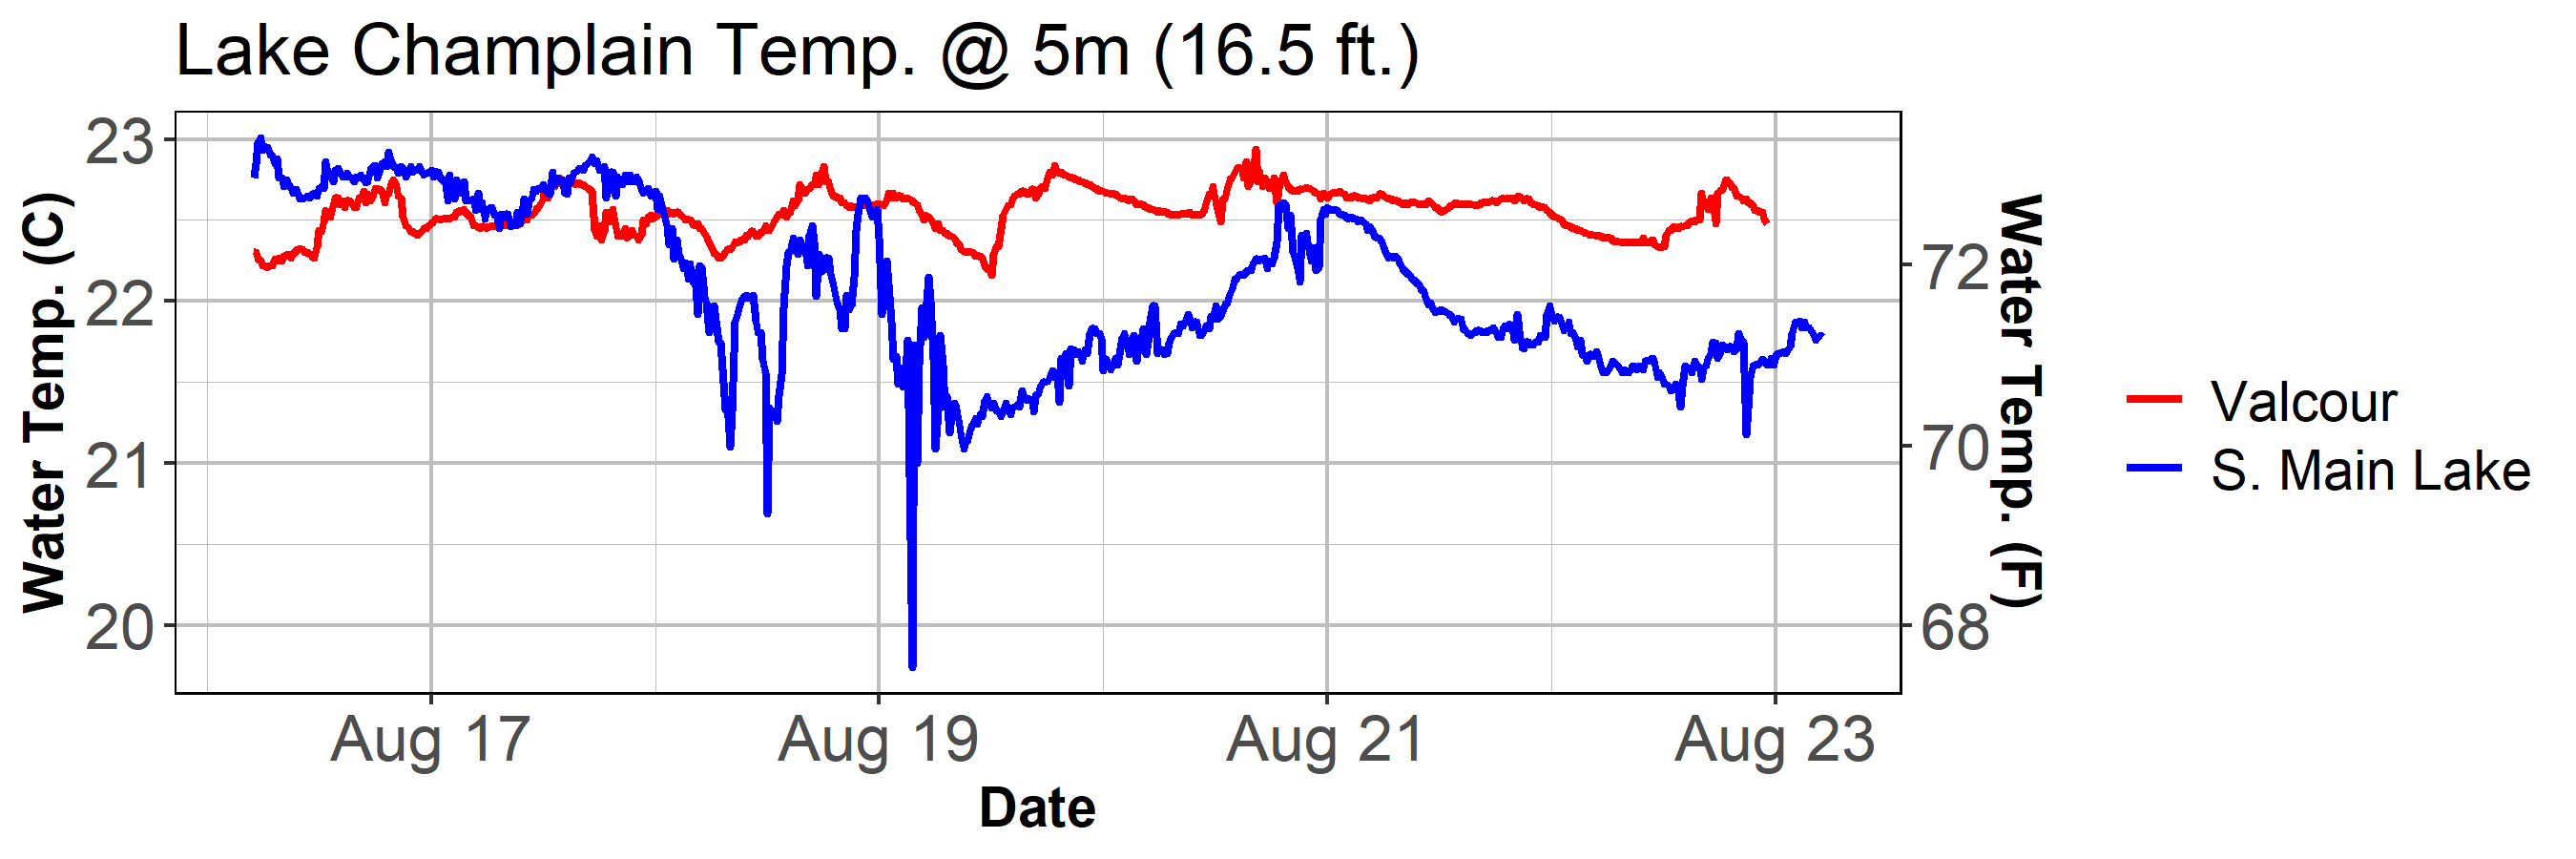 Lake Champlain Temp. @ 5m (16.5 ft.)
Water Temp. (C)
23
22
21
20
Water Temp. (F)
72
70
68
Aug 17 Aug 19 Aug 21 Aug 23
Date
Valcour
S. Main Lake